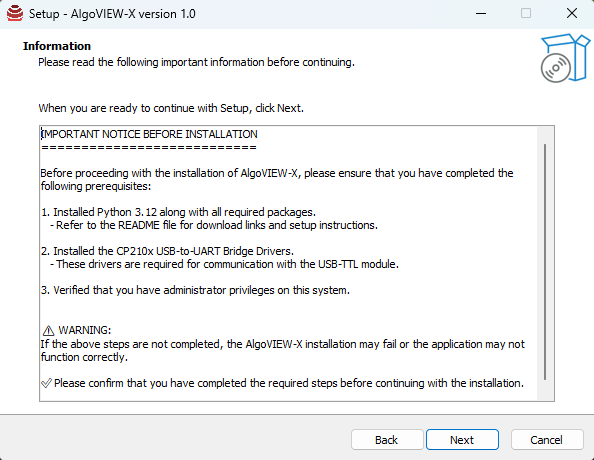 Setup - AlgoVIEW-X version 1.0
Information
Please read the following important information before continuing.
When you are ready to continue with Setup, click Next.
IMPORTANT NOTICE BEFORE INSTALLATION
===========================
Before proceeding with the installation of AlgoVIEW-X, please ensure that you have completed the
following prerequisites:
1. Installed Python 3.12 along with all required packages.
- Refer to the README file for download links and setup instructions.
2. Installed the CP210x USB-to-UART Bridge Drivers.
- These drivers are required for communication with the USB-TTL module.
3. Verified that you have administrator privileges on this system.
⚠ WARNING:
If the above steps are not completed, the AlgoVIEW-X installation may fail or the application may not
function correctly.
✅ Please confirm that you have completed the required steps before continuing with the installation.
Back Next Cancel